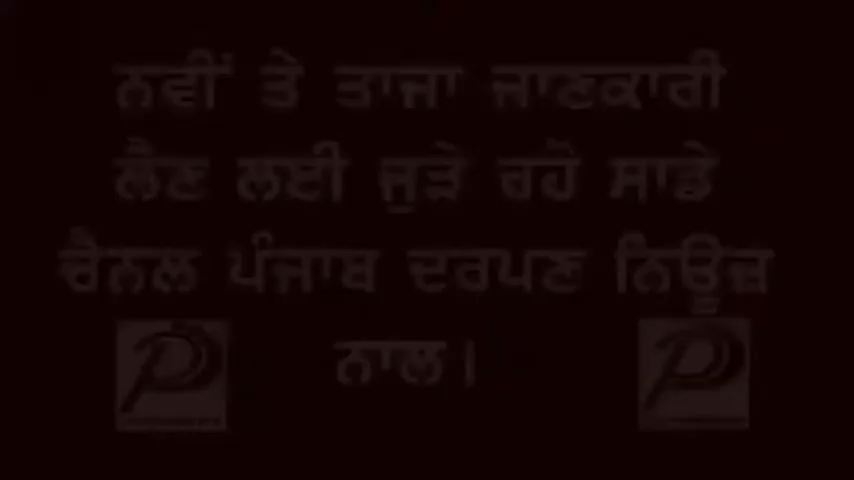 ਨਵੀਂ ਤੇ ਤਾਜਾ ਜਾਣਕਾਰੀ
ਲੈਣ ਲਈ ਜੁੜੇ ਰਹੋ ਸਾਡੇ
ਚੈਨਲ ਪੰਜਾਬ ਦਰਪਣ ਨਿਊਜ਼
ਨਾਲ।